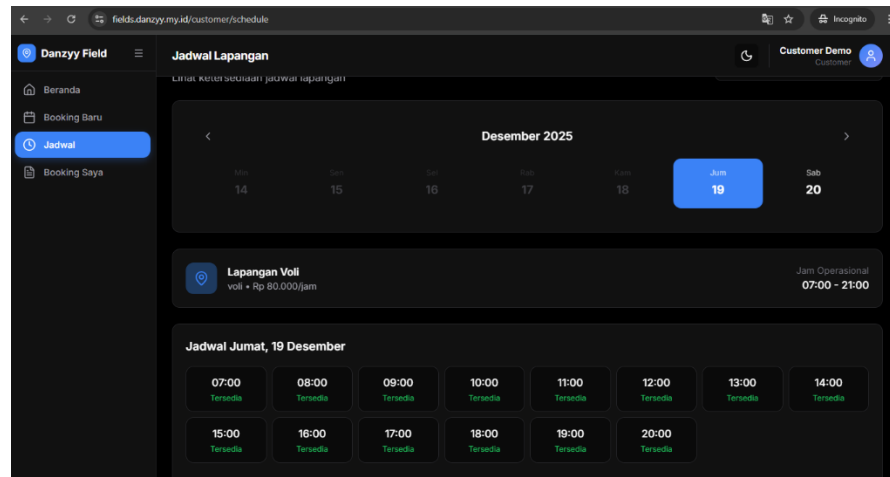 fields.danzyy.my.id/customer/schedule
Incognito
Danzyy Field
Jadwal Lapangan
Customer Demo
Customer
Beranda
Booking Baru
Jadwal
Booking Saya
Lihat ketersediaan jadwal lapangan
Desember 2025
Min Sen Sel Rab Kam Jum Sab
14 15 16 17 18 19 20
Lapangan Voli
voli • Rp 80.000/jam
Jam Operasional
07:00 - 21:00
Jadwal Jumat, 19 Desember
07:00 08:00 09:00 10:00 11:00 12:00 13:00 14:00
Tersedia Tersedia Tersedia Tersedia Tersedia Tersedia Tersedia Tersedia
15:00 16:00 17:00 18:00 19:00 20:00
Tersedia Tersedia Tersedia Tersedia Tersedia Tersedia